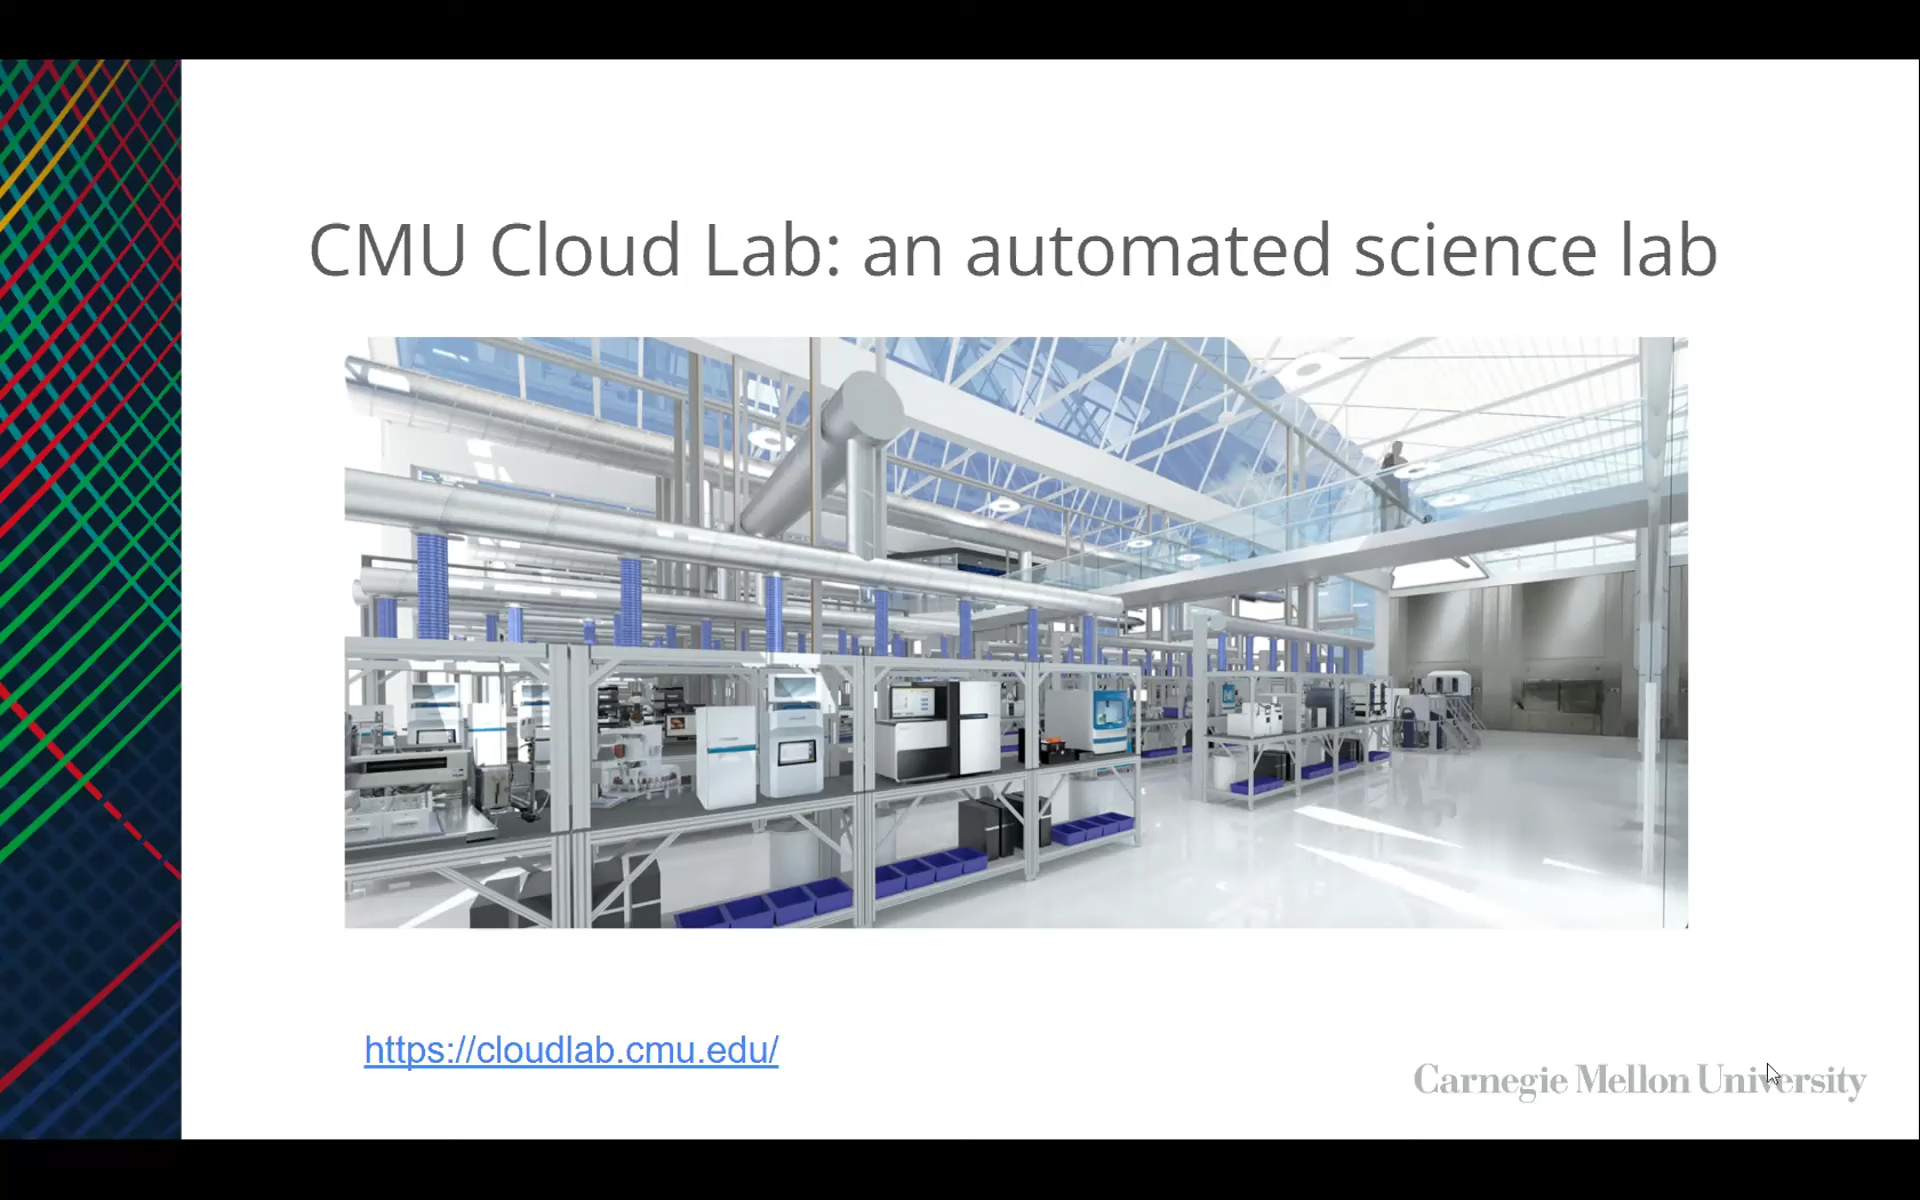 CMU Cloud Lab: an automated science lab
https://cloudlab.cmu.edu/
Carnegie Mellon University